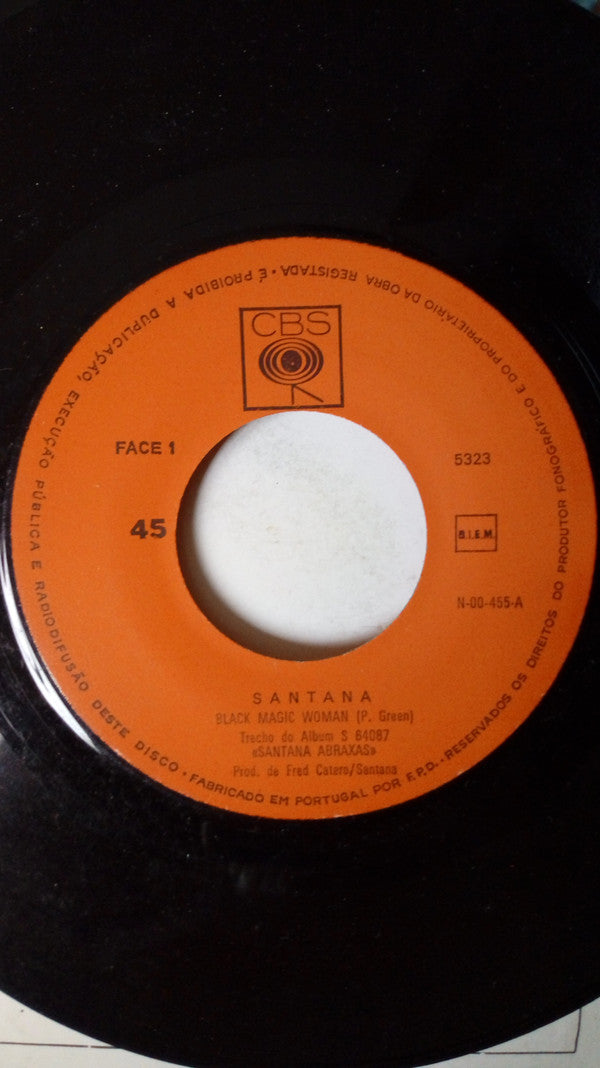 CBS
FACE 1
5323
45
B.I.E.M.
N-00-455-A
SANTANA
BLACK MAGIC WOMAN (P. Green)
Trecho do Album S 64087
«SANTANA ABRAXAS»
Prod. de Fred Catero/Santana
RESERVADOS OS DIREITOS DO PRODUTOR FONOGRÁFICO E DO PROPRIETÁRIO DA OBRA REGISTADA • É PROIBIDA A DUPLICAÇÃO, EXECUÇÃO PÚBLICA E RADIODIFUSÃO DESTE DISCO • FABRICADO EM PORTUGAL POR F.P.D. •